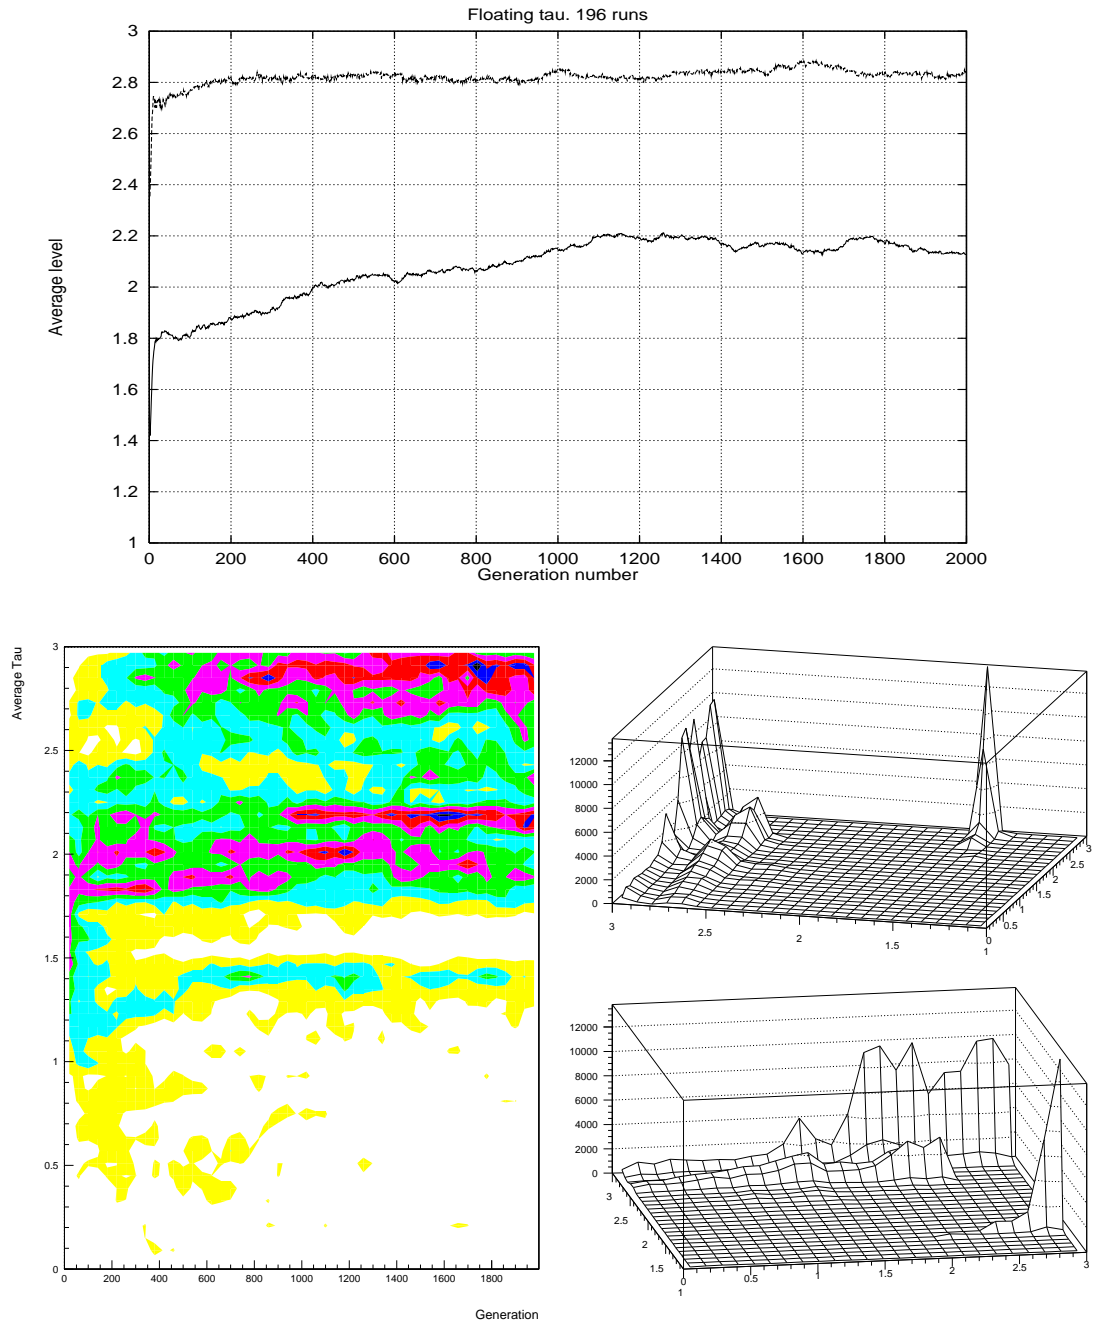 Floating tau. 196 runs
3
2.8
2.6
2.4
2.2
2
1.8
1.6
1.4
1.2
1
Average level
0 200 400 600 800 1000 1200 1400 1600 1800 2000
Generation number
Average Tau
3
2.5
2
1.5
1
0.5
0
0 200 400 600 800 1000 1200 1400 1600 1800
Generation
12000
10000
8000
6000
4000
2000
0
3 2.5 2 1.5 1
0 0.5 1 1.5 2 2.5 3
12000
10000
8000
6000
4000
2000
0
3 2.5 2 1.5 1
0 0.5 1 1.5 2 2.5 3